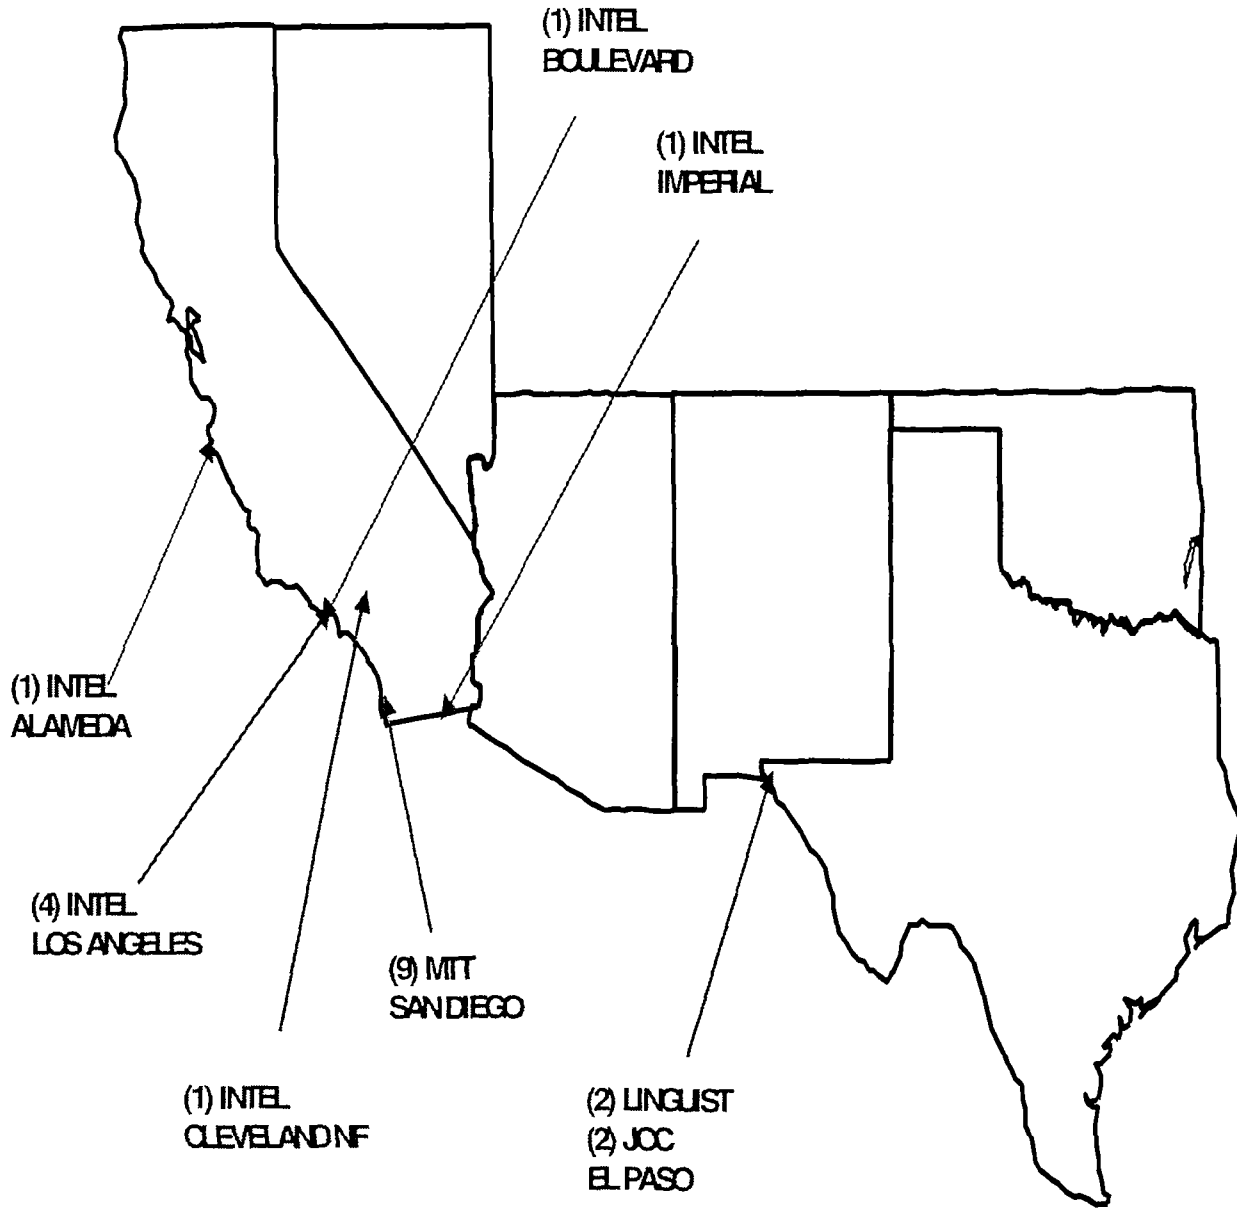 (1) INTEL
BOULEVARD
(1) INTEL
IMPERIAL
(1) INTEL
ALAMEDA
(4) INTEL
LOS ANGELES
(9) MTT
SAN DIEGO
(1) INTEL
CLEVELAND NF
(2) LINGUIST
(2) JOC
EL PASO